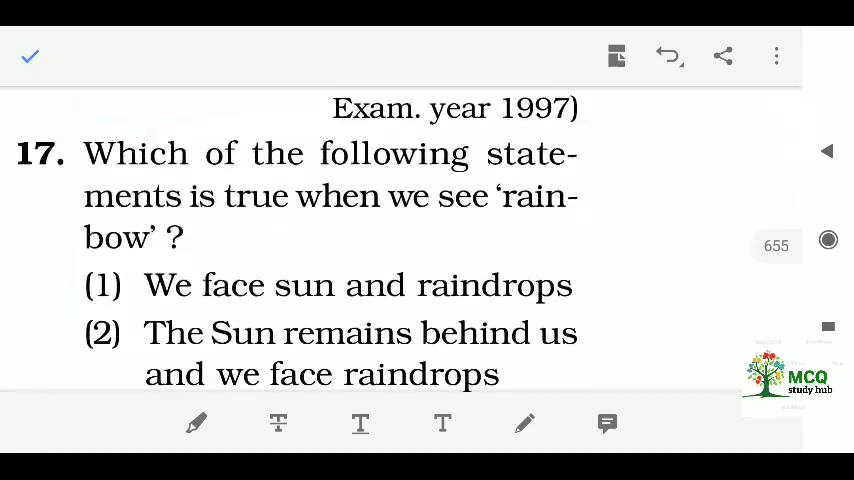 Exam. year 1997)
17. Which of the following state-
ments is true when we see ‘rain-
bow’ ?
(1) We face sun and raindrops
(2) The Sun remains behind us
and we face raindrops
655
MCQ
study hub
T
T
T